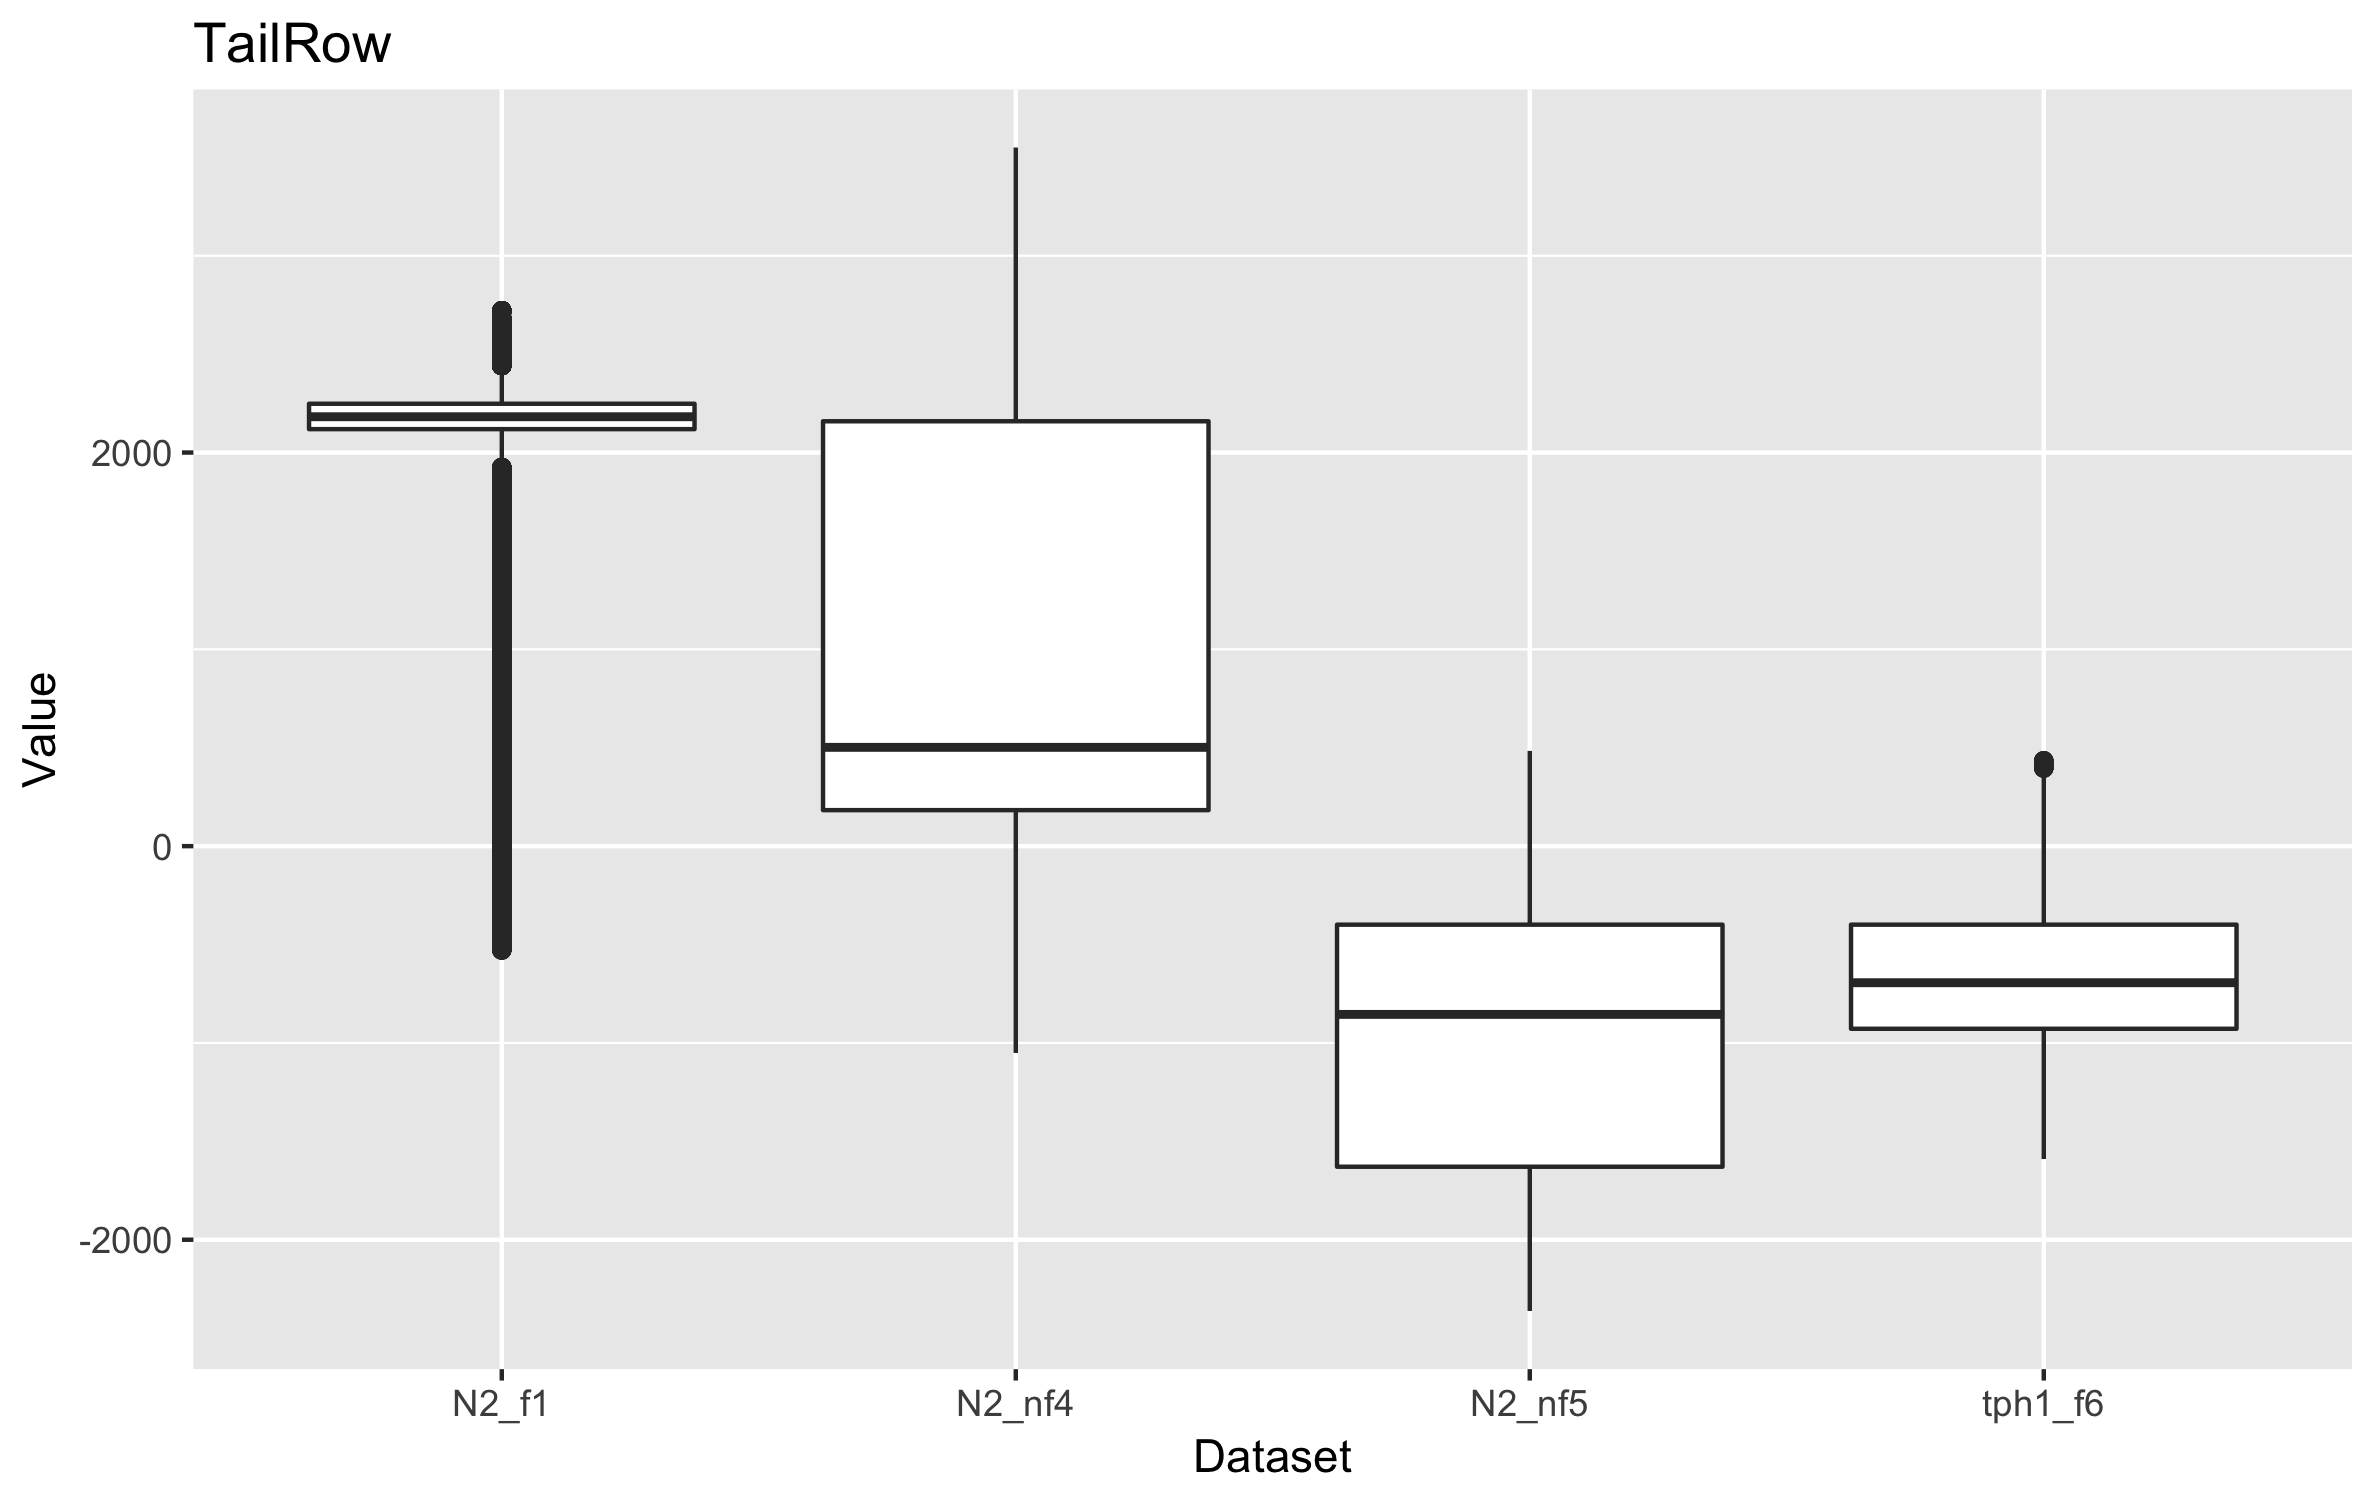 TailRow
Value
2000
0
-2000
N2_f1
N2_nf4
N2_nf5
tph1_f6
Dataset